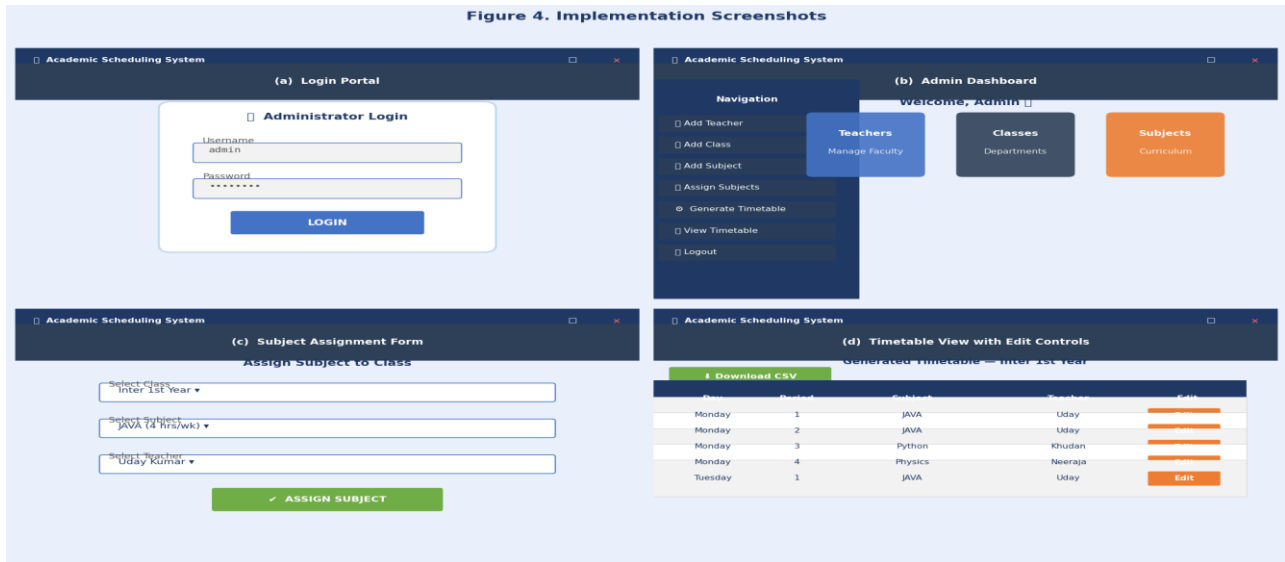 Figure 4. Implementation Screenshots
Academic Scheduling System
(a) Login Portal
Administrator Login
Username
admin
Password
••••••••
LOGIN
Academic Scheduling System
(b) Admin Dashboard
Welcome, Admin
Navigation
Add Teacher
Add Class
Add Subject
Assign Subjects
⚙ Generate Timetable
View Timetable
Logout
Teachers
Manage Faculty
Classes
Departments
Subjects
Curriculum
Academic Scheduling System
(c) Subject Assignment Form
Assign Subject to Class
Select Class
Inter 1st Year ▾
Select Subject
JAVA (4 hrs/wk) ▾
Select Teacher
Uday Kumar ▾
✔ ASSIGN SUBJECT
Academic Scheduling System
(d) Timetable View with Edit Controls
Generated Timetable — Inter 1st Year
⬇ Download CSV
Day Period Subject Teacher Edit
Monday 1 JAVA Uday Edit
Monday 2 JAVA Uday Edit
Monday 3 Python Khudan Edit
Monday 4 Physics Neeraja Edit
Tuesday 1 JAVA Uday Edit